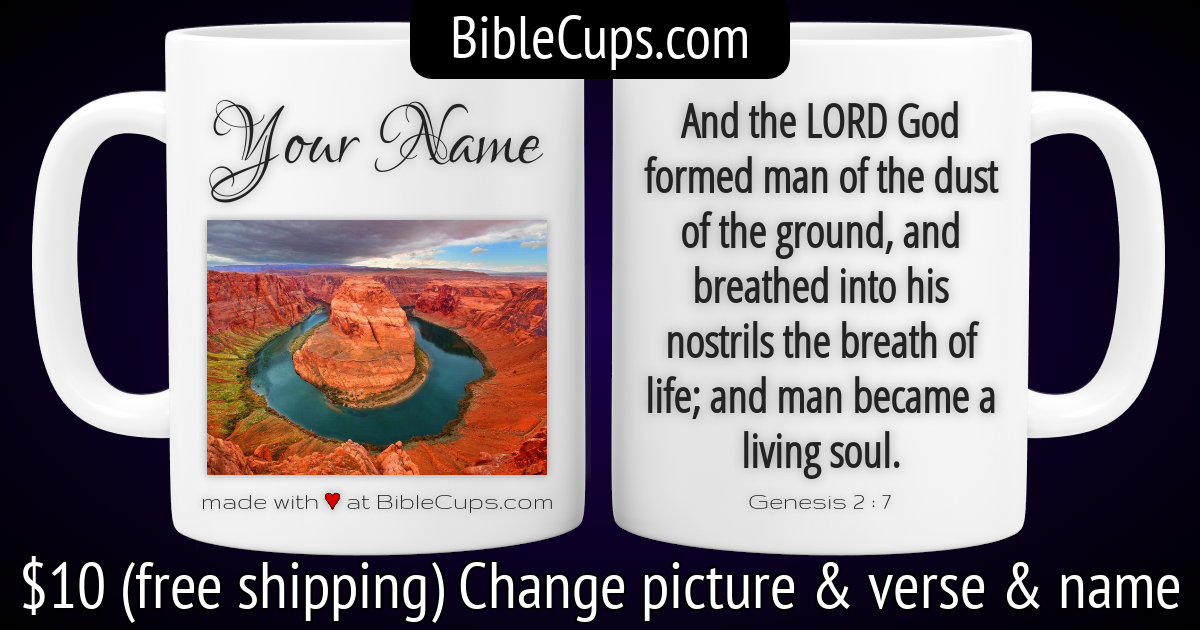 BibleCups.com
Your Name
made with ♥ at BibleCups.com
And the LORD God
formed man of the dust
of the ground, and
breathed into his
nostrils the breath of
life; and man became a
living soul.
Genesis 2 : 7
$10 (free shipping) Change picture & verse & name